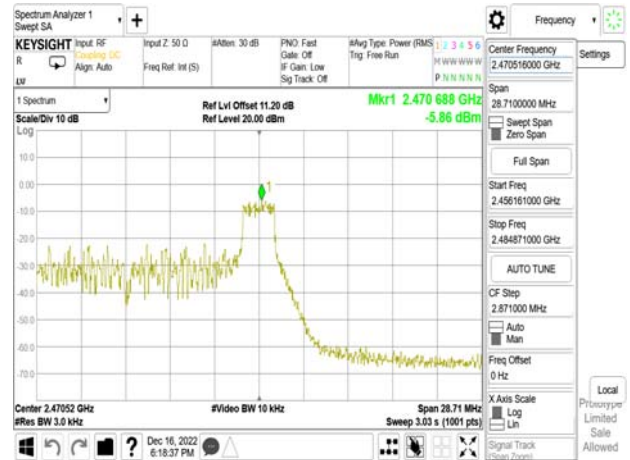 Spectrum Analyzer 1
Swept SA
+
Frequency
KEYSIGHT
R
LV
Input: RF
Coupling: DC
Align: Auto
Input Z: 50 Ω
Freq Ref: Int (S)
#Atten: 30 dB
PNO: Fast
Gate: Off
IF Gain: Low
Sig Track: Off
#Avg Type: Power (RMS
Trig: Free Run
1 2 3 4 5 6
M W W W W W
P N N N N N
1 Spectrum
Scale/Div 10 dB
Log
Ref Lvl Offset 11.20 dB
Ref Level 20.00 dBm
Mkr1 2.470 688 GHz
-5.86 dBm
10.0
0.00
-10.0
-20.0
-30.0
-40.0
-50.0
-60.0
-70.0
1
Center 2.47052 GHz
#Res BW 3.0 kHz
#Video BW 10 kHz
Span 28.71 MHz
Sweep 3.03 s (1001 pts)
Dec 16, 2022
6:18:37 PM
Center Frequency
2.470516000 GHz
Span
28.7100000 MHz
Swept Span
Zero Span
Full Span
Start Freq
2.456161000 GHz
Stop Freq
2.484871000 GHz
AUTO TUNE
CF Step
2.871000 MHz
Auto
Man
Freq Offset
0 Hz
X Axis Scale
Log
Lin
Signal Track
(Span Zoom)
Settings
Local
Prototype
Limited
Sale
Allowed